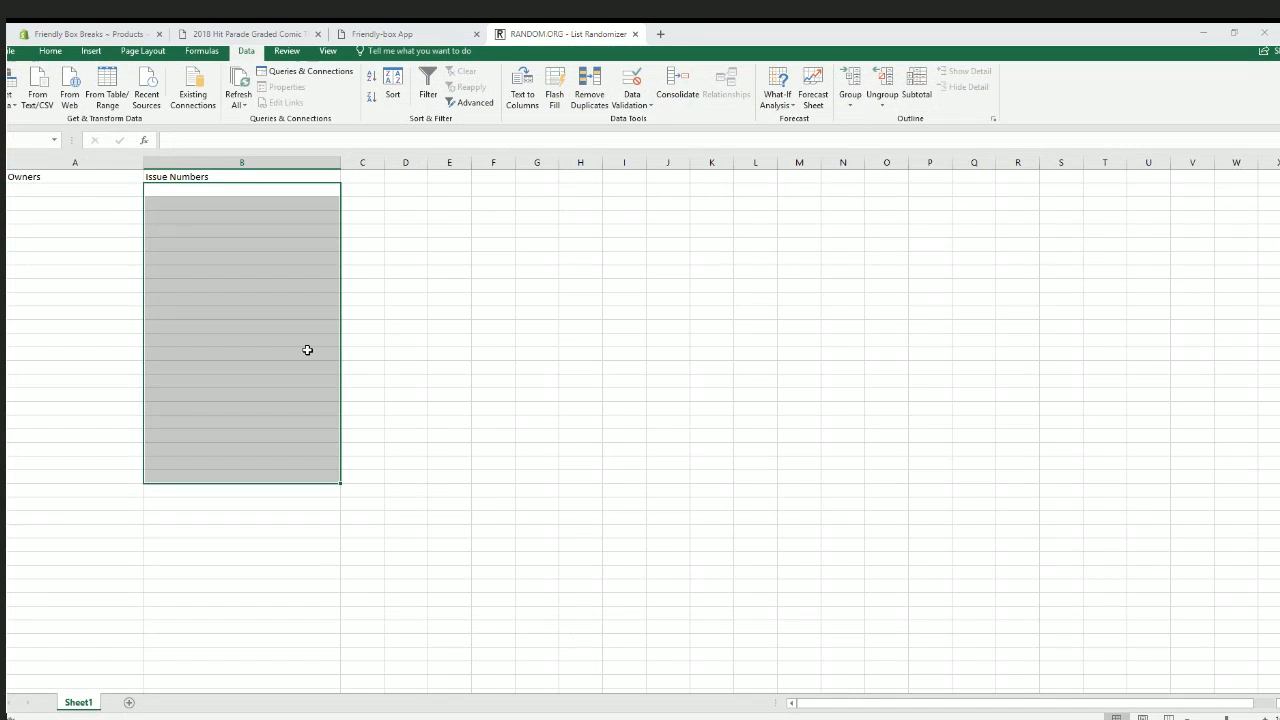 Friendly Box Breaks ~ Products ~
2018 Hit Parade Graded Comic T
Friendly-box App
RANDOM.ORG - List Randomizer
ile Home Insert Page Layout Formulas Data Review View Tell me what you want to do
From Text/CSV
From Web
From Table/ Range
Recent Sources
Existing Connections
Get & Transform Data
Refresh All
Queries & Connections
Properties
Edit Links
Queries & Connections
Sort
Filter
Clear
Reapply
Advanced
Sort & Filter
Text to Columns
Flash Fill
Remove Duplicates
Data Validation
Consolidate
Relationships
Data Tools
What-If Analysis
Forecast Sheet
Forecast
Group
Ungroup
Subtotal
Show Detail
Hide Detail
Outline
fx
A B C D E F G H I J K L M N O P Q R S T U V W
Owners Issue Numbers
Sheet1